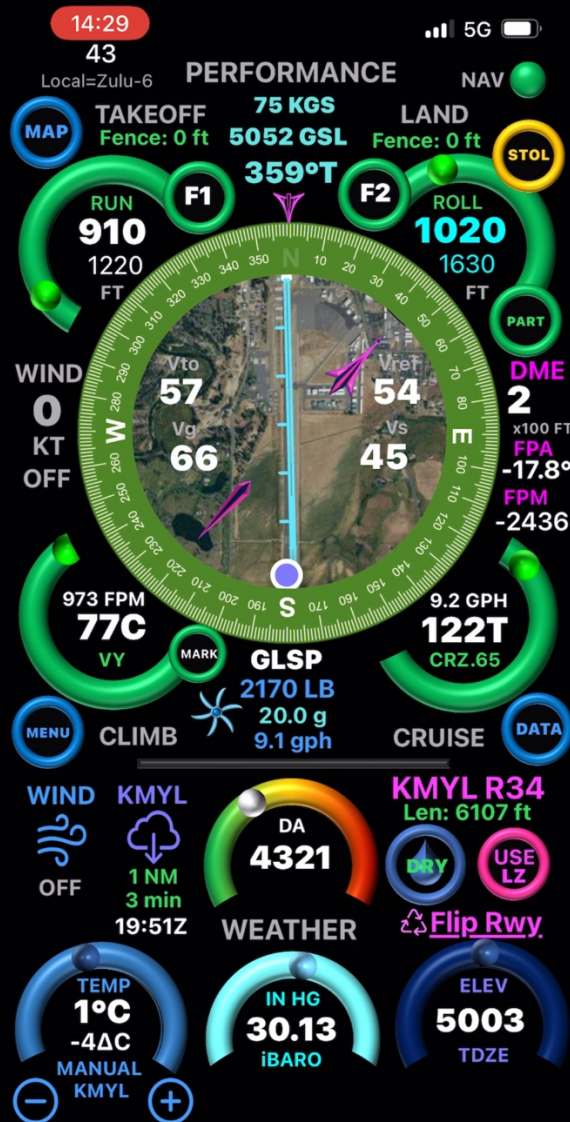 14:29
5G
43
Local=Zulu-6
PERFORMANCE
NAV
MAP
TAKEOFF
Fence: 0 ft
75 KGS
5052 GSL
359°T
LAND
Fence: 0 ft
STOL
F1
F2
RUN
910
1220
FT
ROLL
1020
1630
FT
PART
N
10
20
30
40
50
60
70
80
E
100
110
120
130
140
150
160
170
S
190
200
210
220
230
240
250
260
W
280
290
300
310
320
330
340
350
WIND
0
KT
OFF
Vto
57
Vref
54
Vg
66
Vs
45
DME
2
x100 FT
FPA
-17.8°
FPM
-2436
973 FPM
77C
VY
MARK
9.2 GPH
122T
CRZ.65
GLSP
2170 LB
20.0 g
9.1 gph
MENU
CLIMB
CRUISE
DATA
WIND
OFF
KMYL
1 NM
3 min
19:51Z
DA
4321
KMYL R34
Len: 6107 ft
DRY
USE
LZ
WEATHER
Flip Rwy
TEMP
1°C
-4ΔC
MANUAL
KMYL
IN HG
30.13
iBARO
ELEV
5003
TDZE